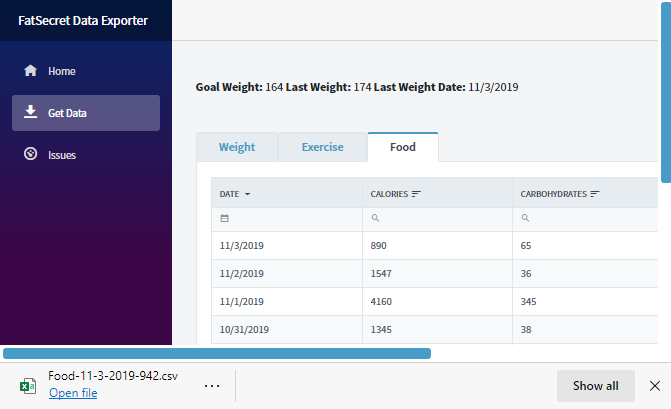 FatSecret Data Exporter
Home
Get Data
Issues
Goal Weight: 164 Last Weight: 174 Last Weight Date: 11/3/2019
Weight Exercise Food
DATE CALORIES CARBOHYDRATES
11/3/2019 890 65
11/2/2019 1547 36
11/1/2019 4160 345
10/31/2019 1345 38
Food-11-3-2019-942.csv
Open file
Show all